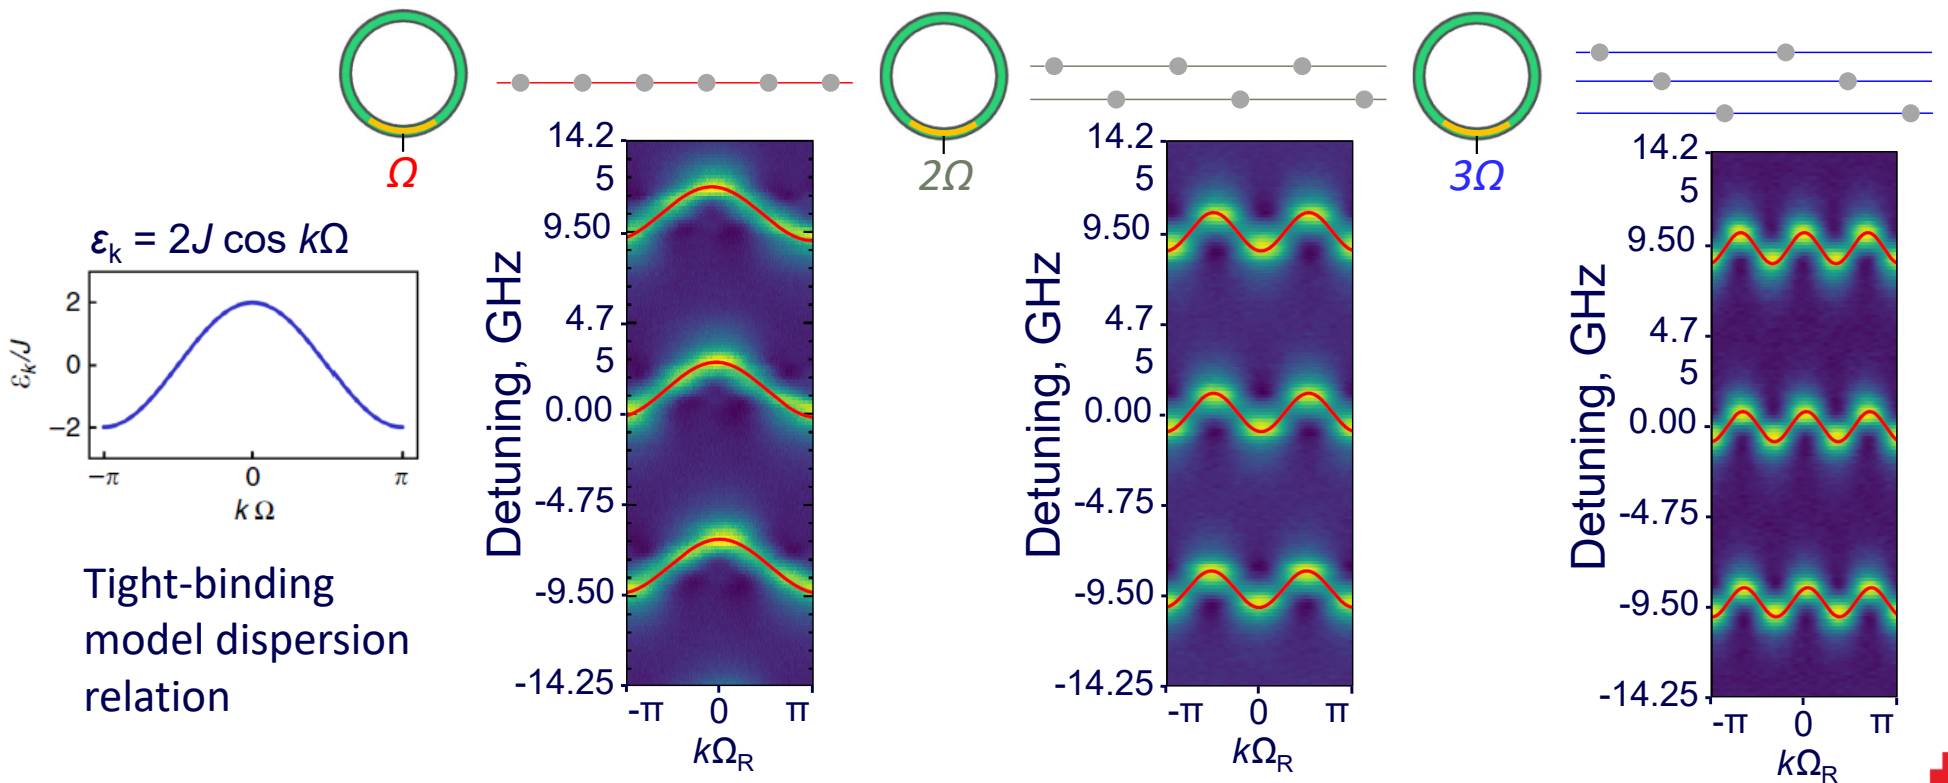 Ω
2Ω
3Ω
εk = 2J cos kΩ
εk/J
2
0
−2
−π
0
π
k Ω
Tight-binding
model dispersion
relation
Detuning, GHz
14.2
5
9.50
4.7
5
0.00
-4.75
-9.50
-14.25
-π
0
π
kΩR
Detuning, GHz
14.2
5
9.50
4.7
5
0.00
-4.75
-9.50
-14.25
-π
0
π
kΩR
Detuning, GHz
14.2
5
9.50
4.7
5
0.00
-4.75
-9.50
-14.25
-π
0
π
kΩR